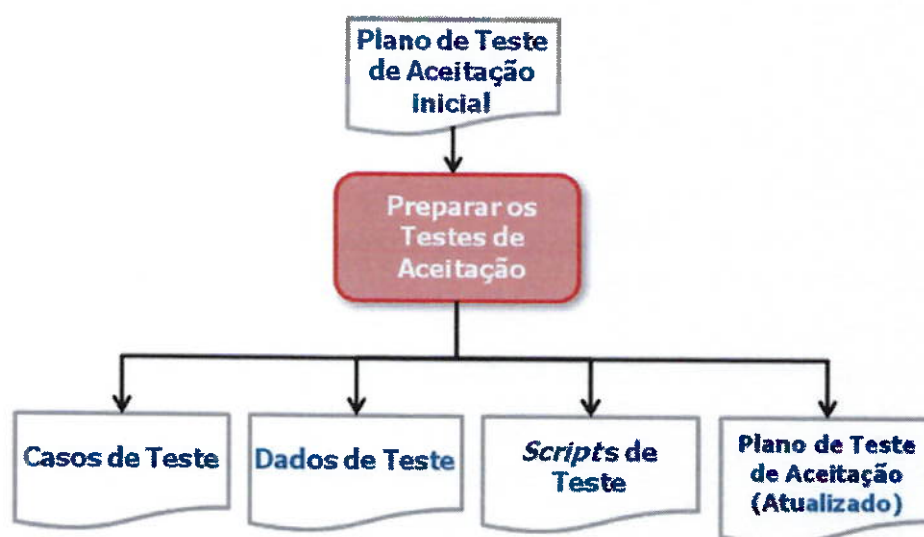 Plano de Teste
de Aceitação
inicial
Preparar os
Testes de
Aceitação
Casos de Teste
Dados de Teste
Scripts de
Teste
Plano de Teste
de Aceitação
(Atualizado)